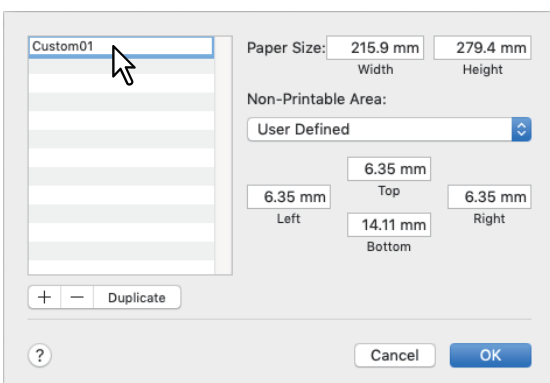 Custom01
Paper Size: 215.9 mm 279.4 mm
Width Height
Non-Printable Area:
User Defined
6.35 mm
Top
6.35 mm 6.35 mm
Left Right
14.11 mm
Bottom
+ − Duplicate
? Cancel OK